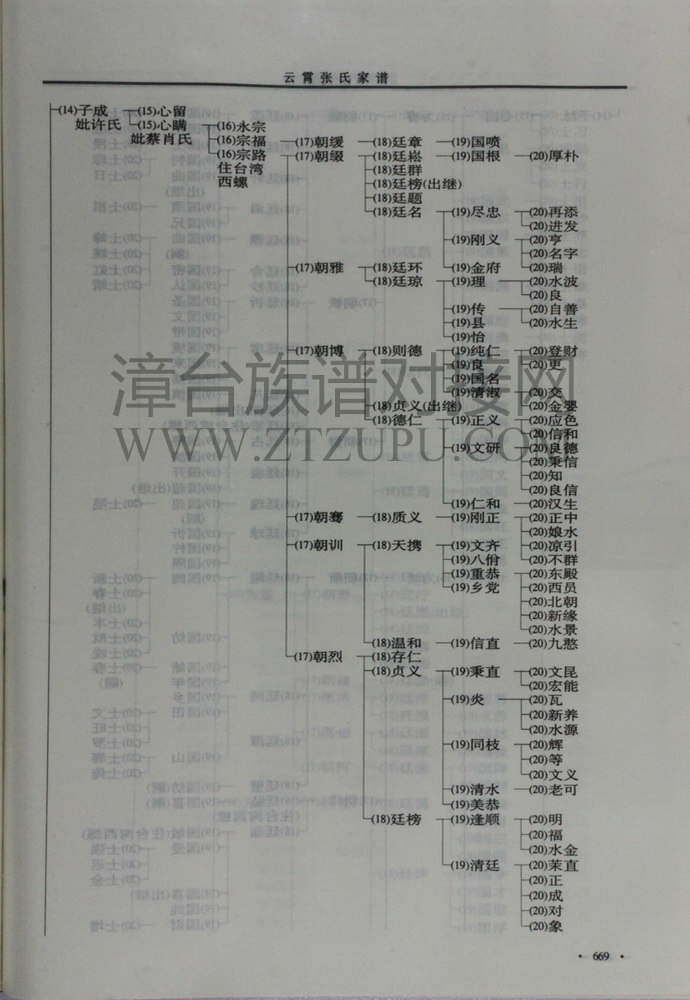 云霄张氏家谱
(14)子成 (15)心留
妣许氏 (15)心瞒 (16)永宗
妣蔡肖氏 (16)宗福 (17)朝缓 (18)廷章 (19)国喷
(16)宗路 (17)朝缀 (18)廷崧 (19)国根 (20)厚朴
住台湾 (18)廷群
西螺 (18)廷榜(出继)
(18)廷题
(18)廷名 (19)尽忠 (20)再添
(20)进发
(19)刚义 (20)亨
(20)名字
(17)朝雅 (18)廷环 (19)金府 (20)瑞
(18)廷琼 (19)理 (20)水波
(20)良
(19)传 (20)自善
(19)县 (20)水生
(19)怡
(17)朝博 (18)则德 (19)纯仁 (20)登财
(19)良 (20)更
(19)国名
(19)清淑 (20)交
(18)贞义(出继) (20)金婴
(18)德仁 (19)正义 (20)应色
(20)信和
(19)文研 (20)良德
(20)秉信
(20)知
(20)良信
(19)仁和 (20)汉生
(17)朝骞 (18)质义 (19)刚正 (20)正中
(20)娘水
(17)朝训 (18)天携 (19)文齐 (20)凉引
(19)八佾 (20)不群
(19)重恭 (20)东殿
(19)乡党 (20)西员
(20)北朝
(20)新缘
(20)水景
(18)温和 (19)信直 (20)九憨
(17)朝烈 (18)存仁
(18)贞义 (19)秉直 (20)文昆
(20)宏能
(19)炎 (20)瓦
(20)新养
(20)水源
(19)同枝 (20)辉
(20)等
(20)文义
(19)清水 (20)老可
(19)美恭
(18)廷榜 (19)逢顺 (20)明
(20)福
(20)水金
(19)清廷 (20)茉直
(20)正
(20)成
(20)对
(20)象
·669·
漳台族谱对接网
WWW.ZTZUPU.COM